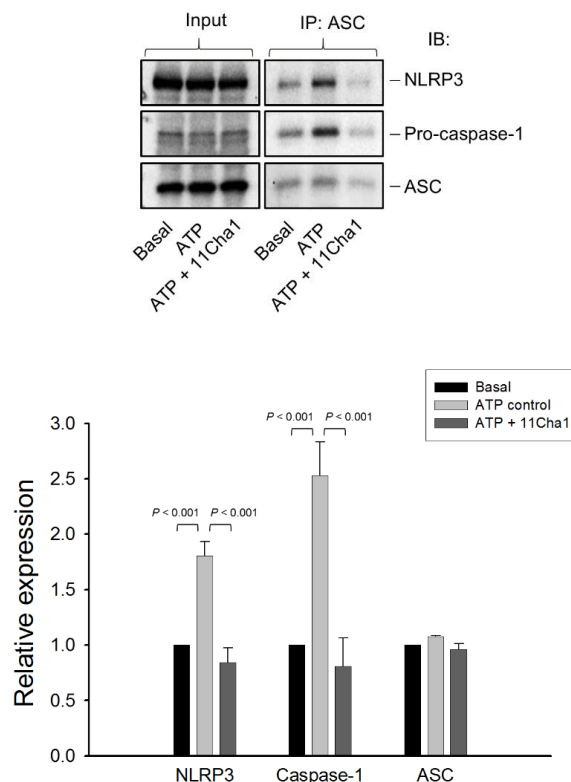 Input IP: ASC IB:
NLRP3
Pro-caspase-1
ASC
Basal ATP ATP + 11Cha1 Basal ATP ATP + 11Cha1
Basal
ATP control
ATP + 11Cha1
Relative expression
3.0
2.5
2.0
1.5
1.0
0.5
0.0
P < 0.001 P < 0.001
P < 0.001 P < 0.001
NLRP3 Caspase-1 ASC